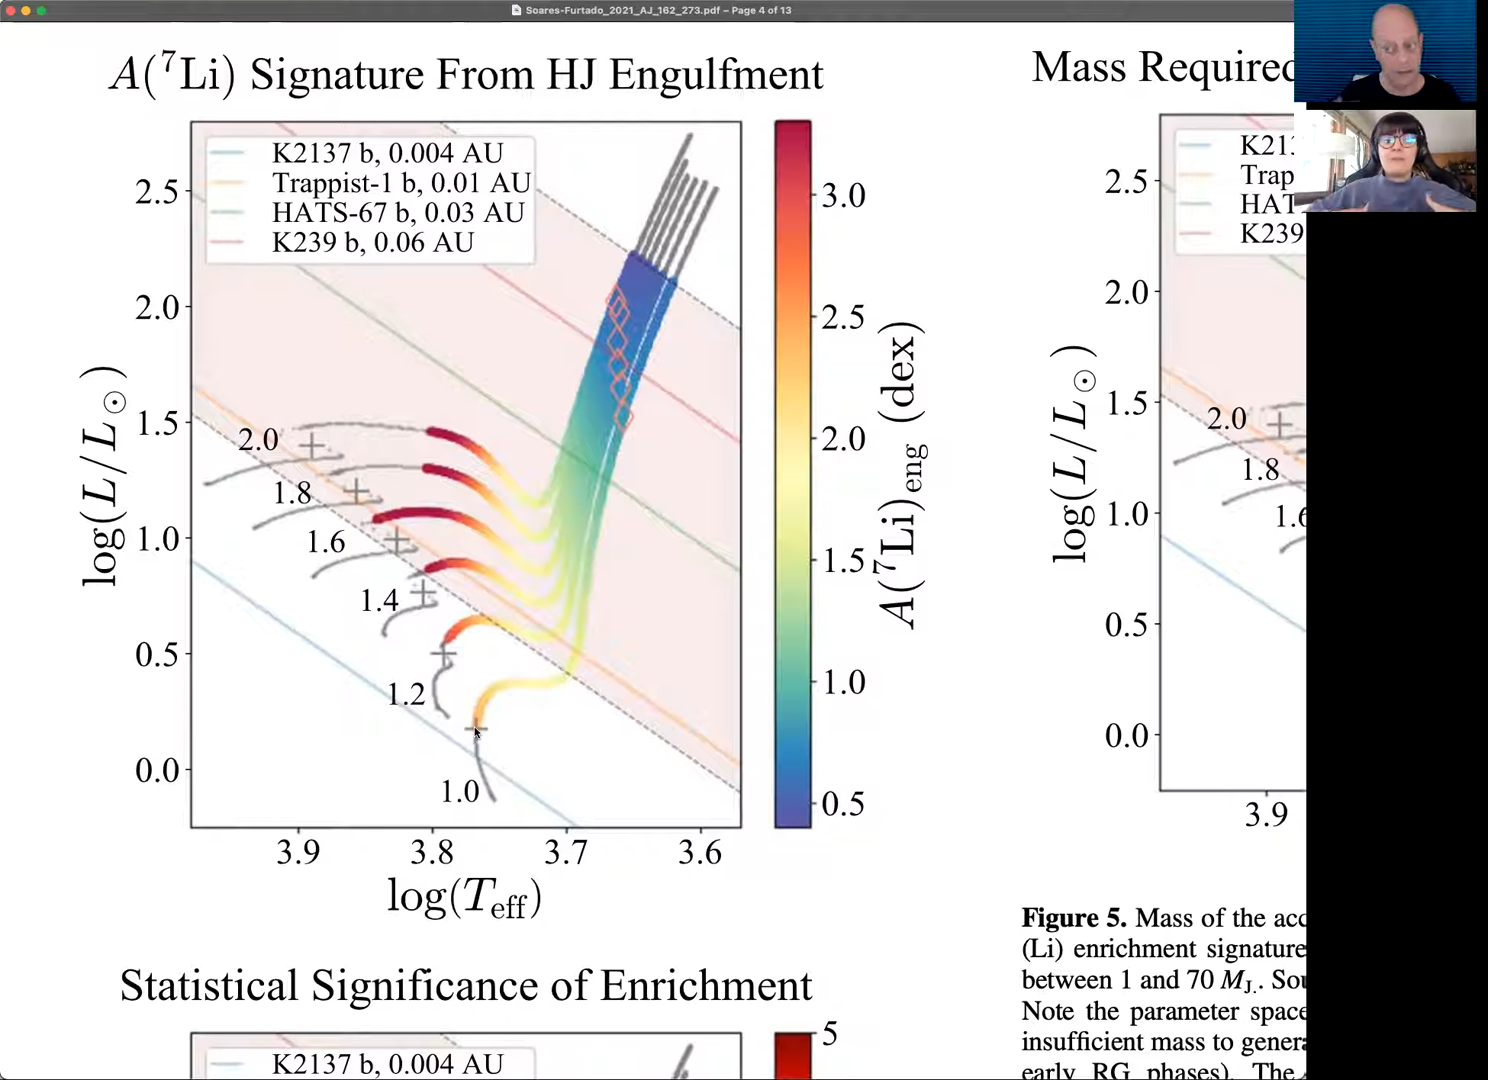 Soares-Furtado_2021_AJ_162_273.pdf – Page 4 of 13
A(⁷Li) Signature From HJ Engulfment
K2137 b, 0.004 AU
Trappist-1 b, 0.01 AU
HATS-67 b, 0.03 AU
K239 b, 0.06 AU
2.5
2.0
1.5
1.0
0.5
0.0
log(L/L☉)
2.0
1.8
1.6
1.4
1.2
1.0
3.9 3.8 3.7 3.6
log(Teff)
3.0
2.5
2.0
1.5
1.0
0.5
A(⁷Li)eng (dex)
Statistical Significance of Enrichment
K2137 b, 0.004 AU
5
Mass Required
K213
Trap
HAT
K239
2.5
2.0
1.5
1.0
0.5
0.0
log(L/L☉)
2.0
1.8
1.6
3.9
Figure 5. Mass of the acc
(Li) enrichment signature
between 1 and 70 MJ.. Sou
Note the parameter space
insufficient mass to genera
early RG phases). The